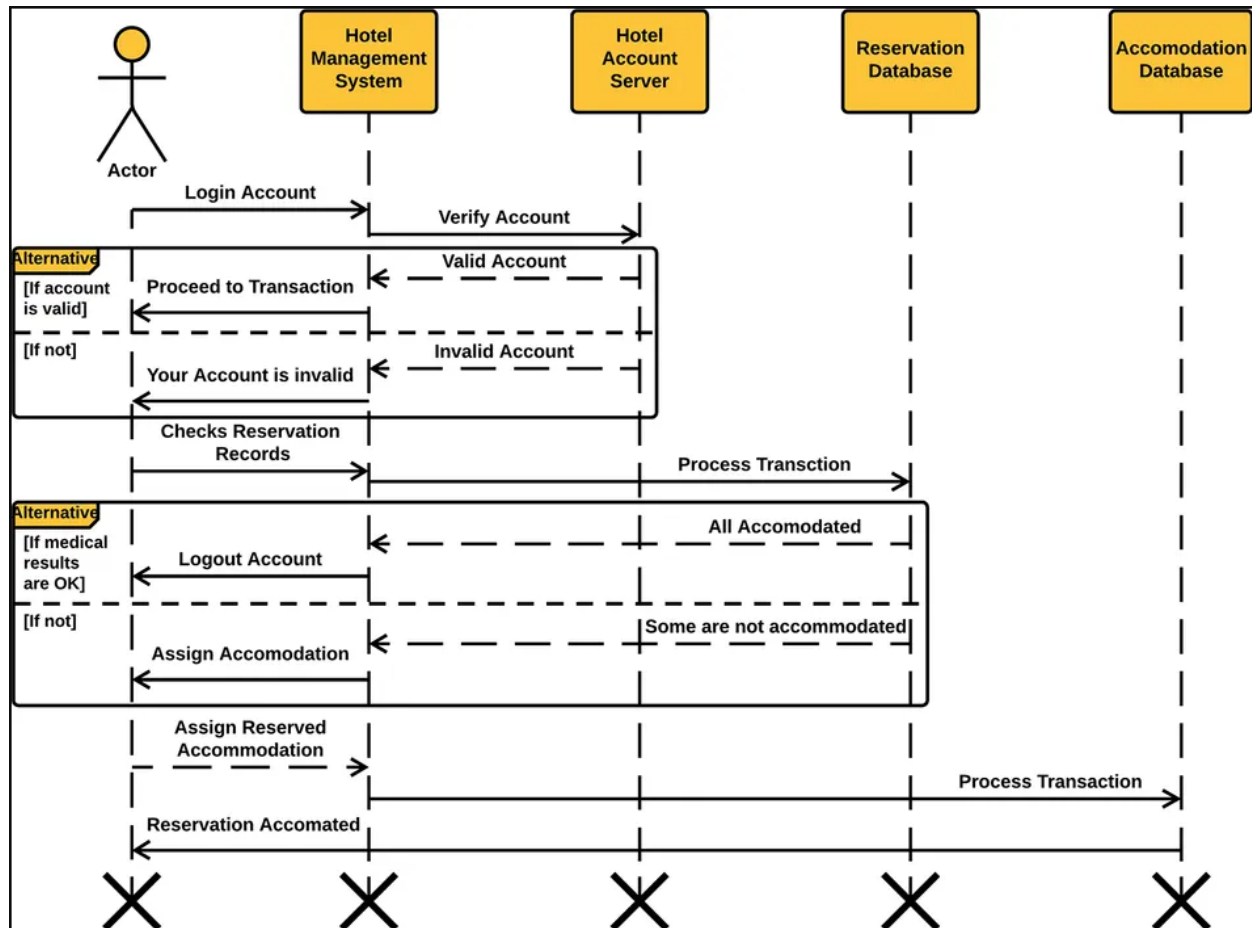 Hotel
Management
System
Hotel
Account
Server
Reservation
Database
Accomodation
Database
Actor
Login Account
Verify Account
Alternative
Valid Account
[If account
is valid]
Proceed to Transaction
[If not]
Invalid Account
Your Account is invalid
Checks Reservation
Records
Process Transction
Alternative
[If medical
results
are OK]
All Accomodated
Logout Account
[If not]
Some are not accommodated
Assign Accomodation
Assign Reserved
Accommodation
Process Transaction
Reservation Accomated